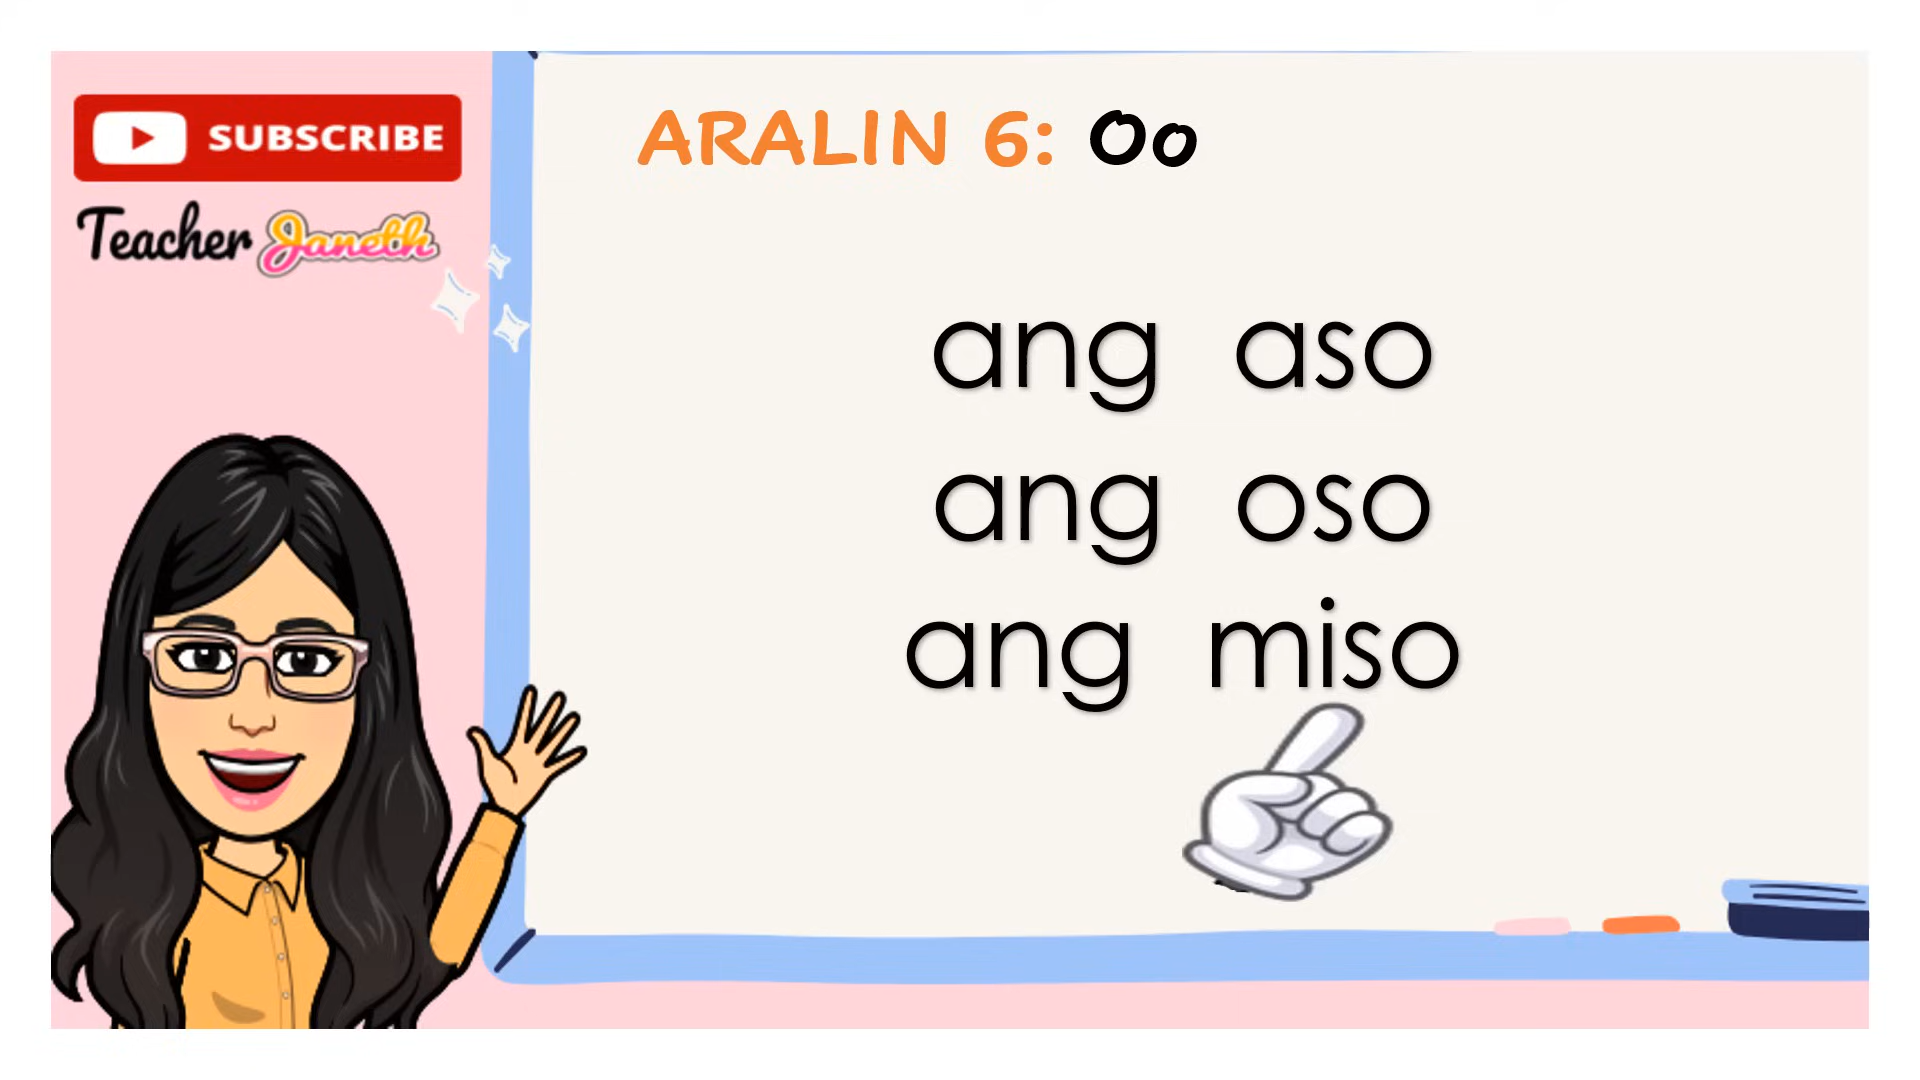 SUBSCRIBE
Teacher Janeth
ARALIN 6: Oo
ang aso
ang oso
ang miso